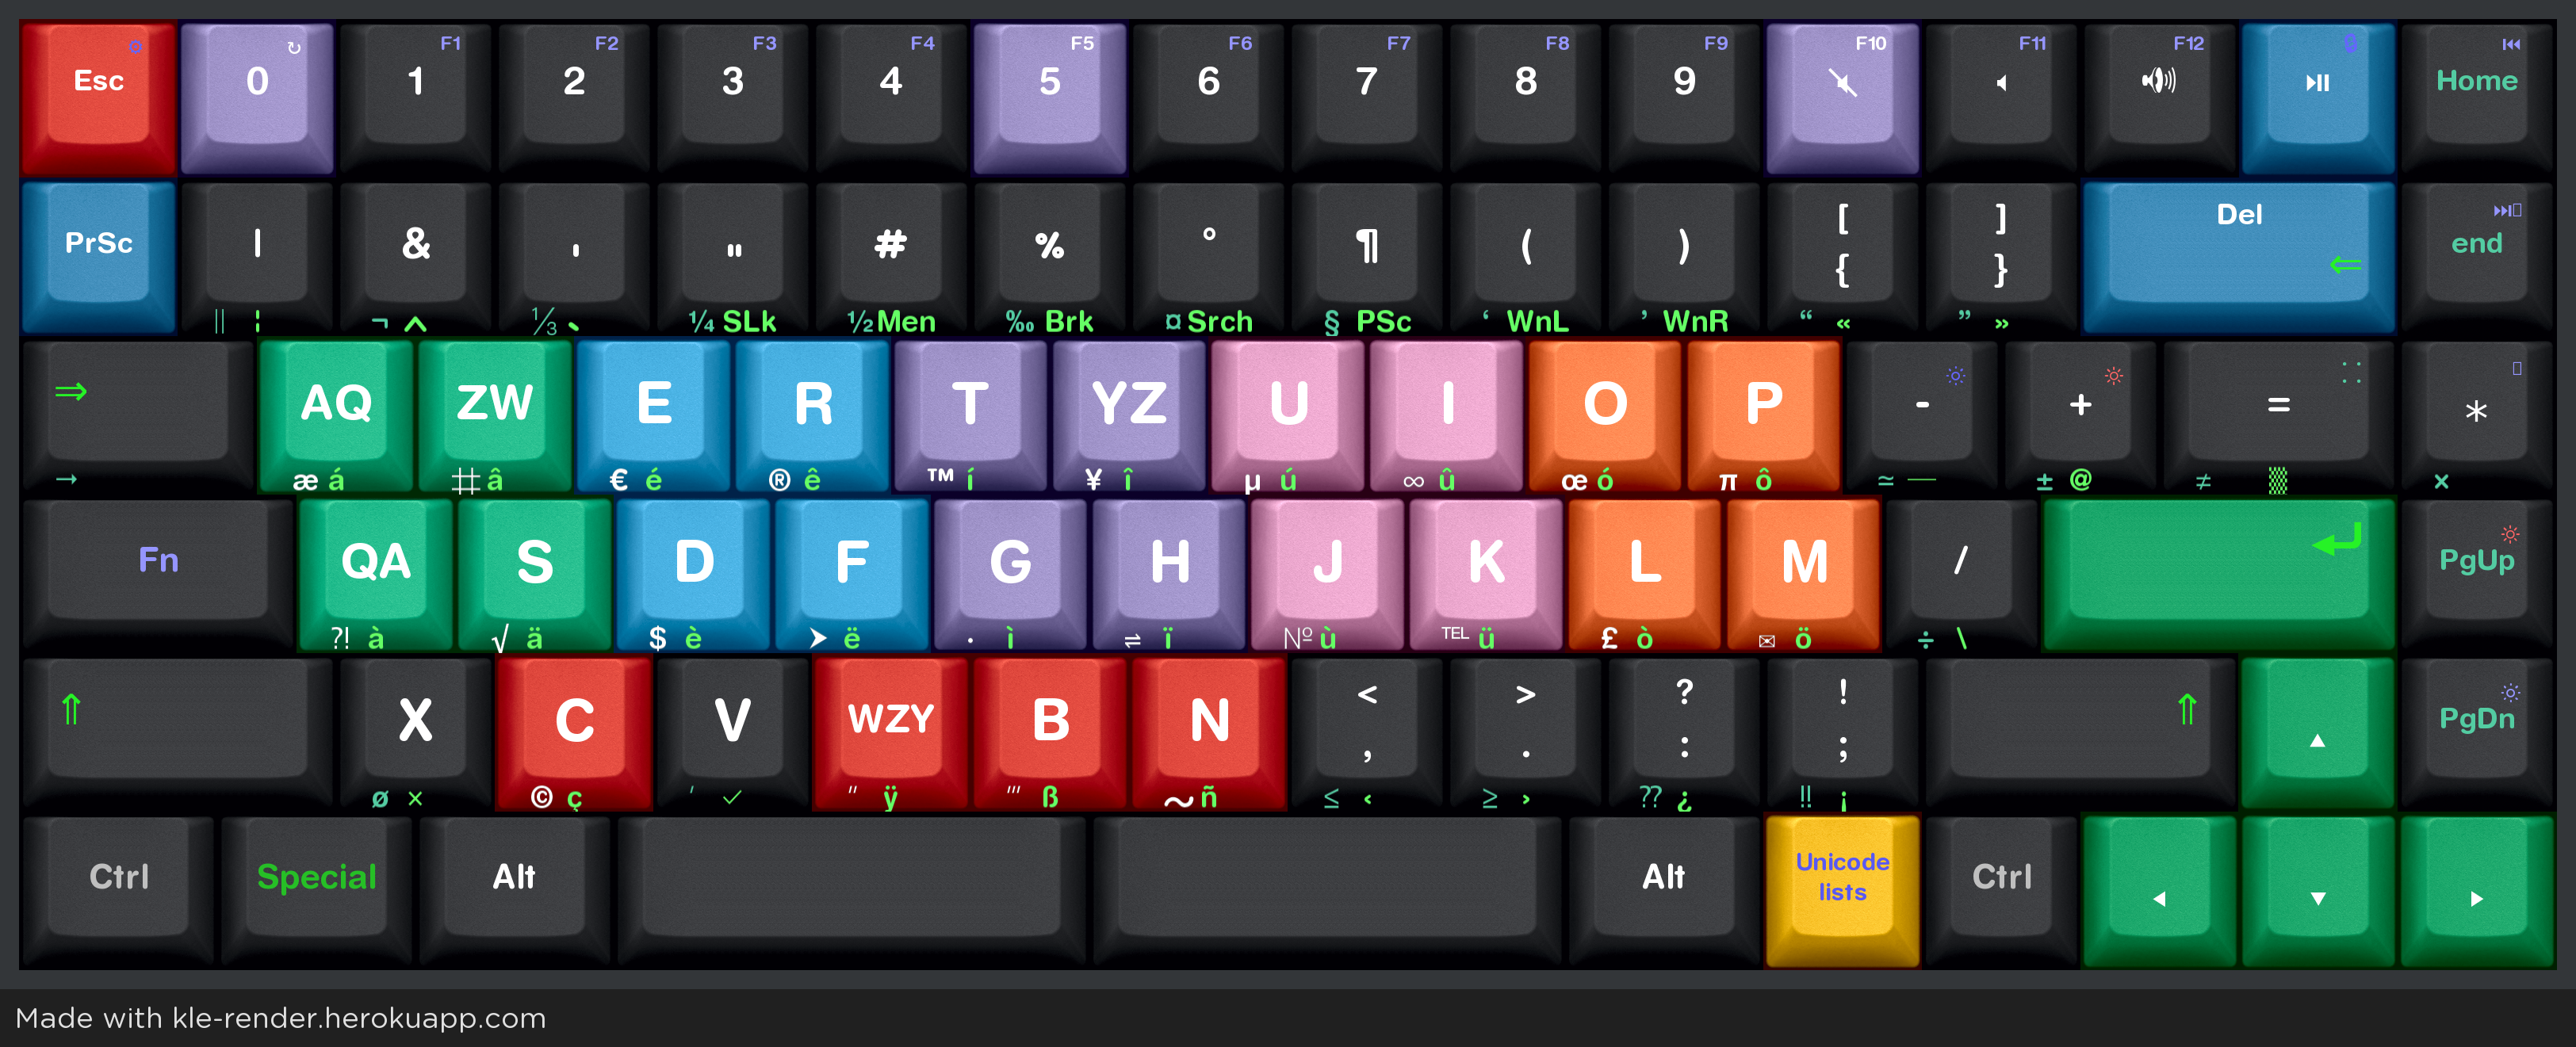 Esc 0 ↻ 1 F1 2 F2 3 F3 4 F4 5 F5 6 F6 7 F7 8 F8 9 F9 F10 F11 F12 Home
PrSc | & ' " # % ° ¶ ( ) [ { ] } Del ⇐ end
‖ ¦ ¬ ^ ⅓ ` ¼ SLk ½ Men ‰ Brk ¤ Srch § PSc ‘ WnL ’ WnR “ « ” »
⇒ AQ ZW E R T YZ U I O P - + = *
→ æ á # â € é ® ê ™ í ¥ î µ ú ∞ û œ ó π ô ≃ — ± @ ≠ ▒ ×
Fn QA S D F G H J K L M / PgUp
?! à √ ä $ è ➤ ë · ì ⇌ ï № ù ℡ ü £ ò ✉ ö ÷ \
⇑ X C V WZY B N < , > . ? : ! ; ⇑ ▲ PgDn
ø × © ç ′ ✓ ″ ÿ ‴ ß ~ ñ ≤ ‹ ≥ › ⁇ ¿ ‼ ¡
Ctrl Special Alt Alt Unicode lists Ctrl ◀ ▼ ▶
Made with kle-render.herokuapp.com